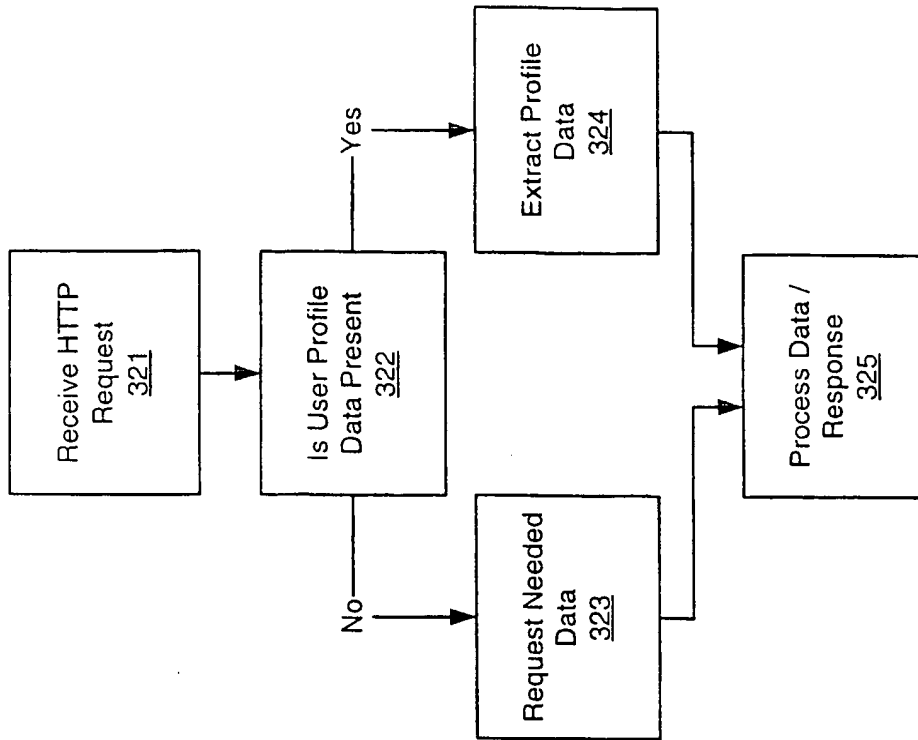 Receive HTTP
Request
321
Is User Profile
Data Present
322
No
Yes
Request Needed
Data
323
Extract Profile
Data
324
Process Data /
Response
325